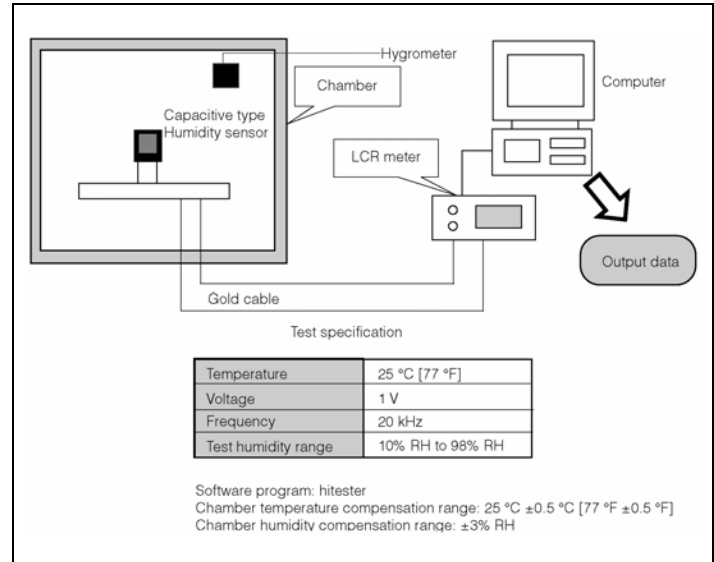 Hygrometer
Chamber
Computer
Capacitive type
Humidity sensor
LCR meter
Output data
Gold cable
Test specification
Temperature 25 °C [77 °F]
Voltage 1 V
Frequency 20 kHz
Test humidity range 10% RH to 98% RH
Software program: hitester
Chamber temperature compensation range: 25 °C ±0.5 °C [77 °F ±0.5 °F]
Chamber humidity compensation range: ±3% RH